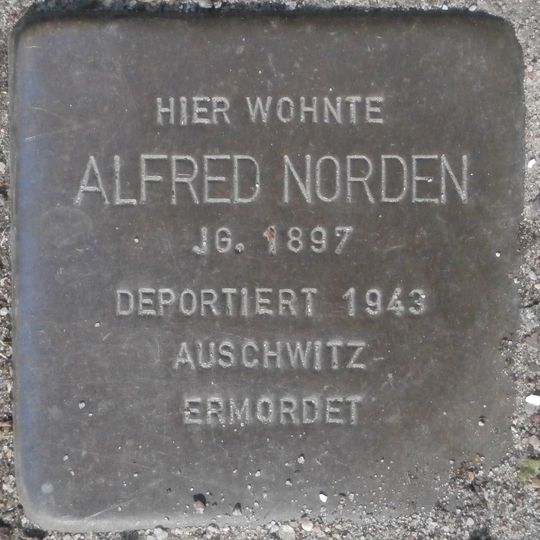 HIER WOHNTE
ALFRED NORDEN
JG. 1897
DEPORTIERT 1943
AUSCHWITZ
ERMORDET